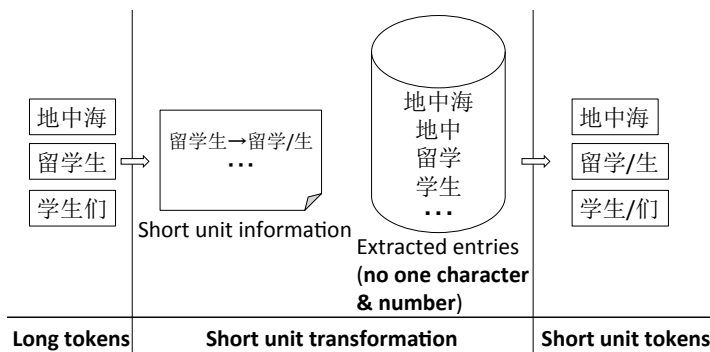 地中海
留学生
学生们
留学生→留学/生
...
Short unit information
地中海
地中
留学
学生
...
Extracted entries
(no one character
& number)
地中海
留学/生
学生/们
Long tokens
Short unit transformation
Short unit tokens